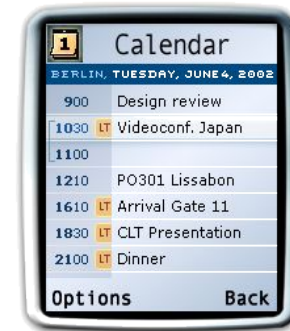 1 Calendar
BERLIN, TUESDAY, JUNE 4, 2002
900 Design review
1030 LT Videoconf. Japan
1100
1210 PO301 Lissabon
1610 LT Arrival Gate 11
1830 LT CLT Presentation
2100 LT Dinner
Options Back